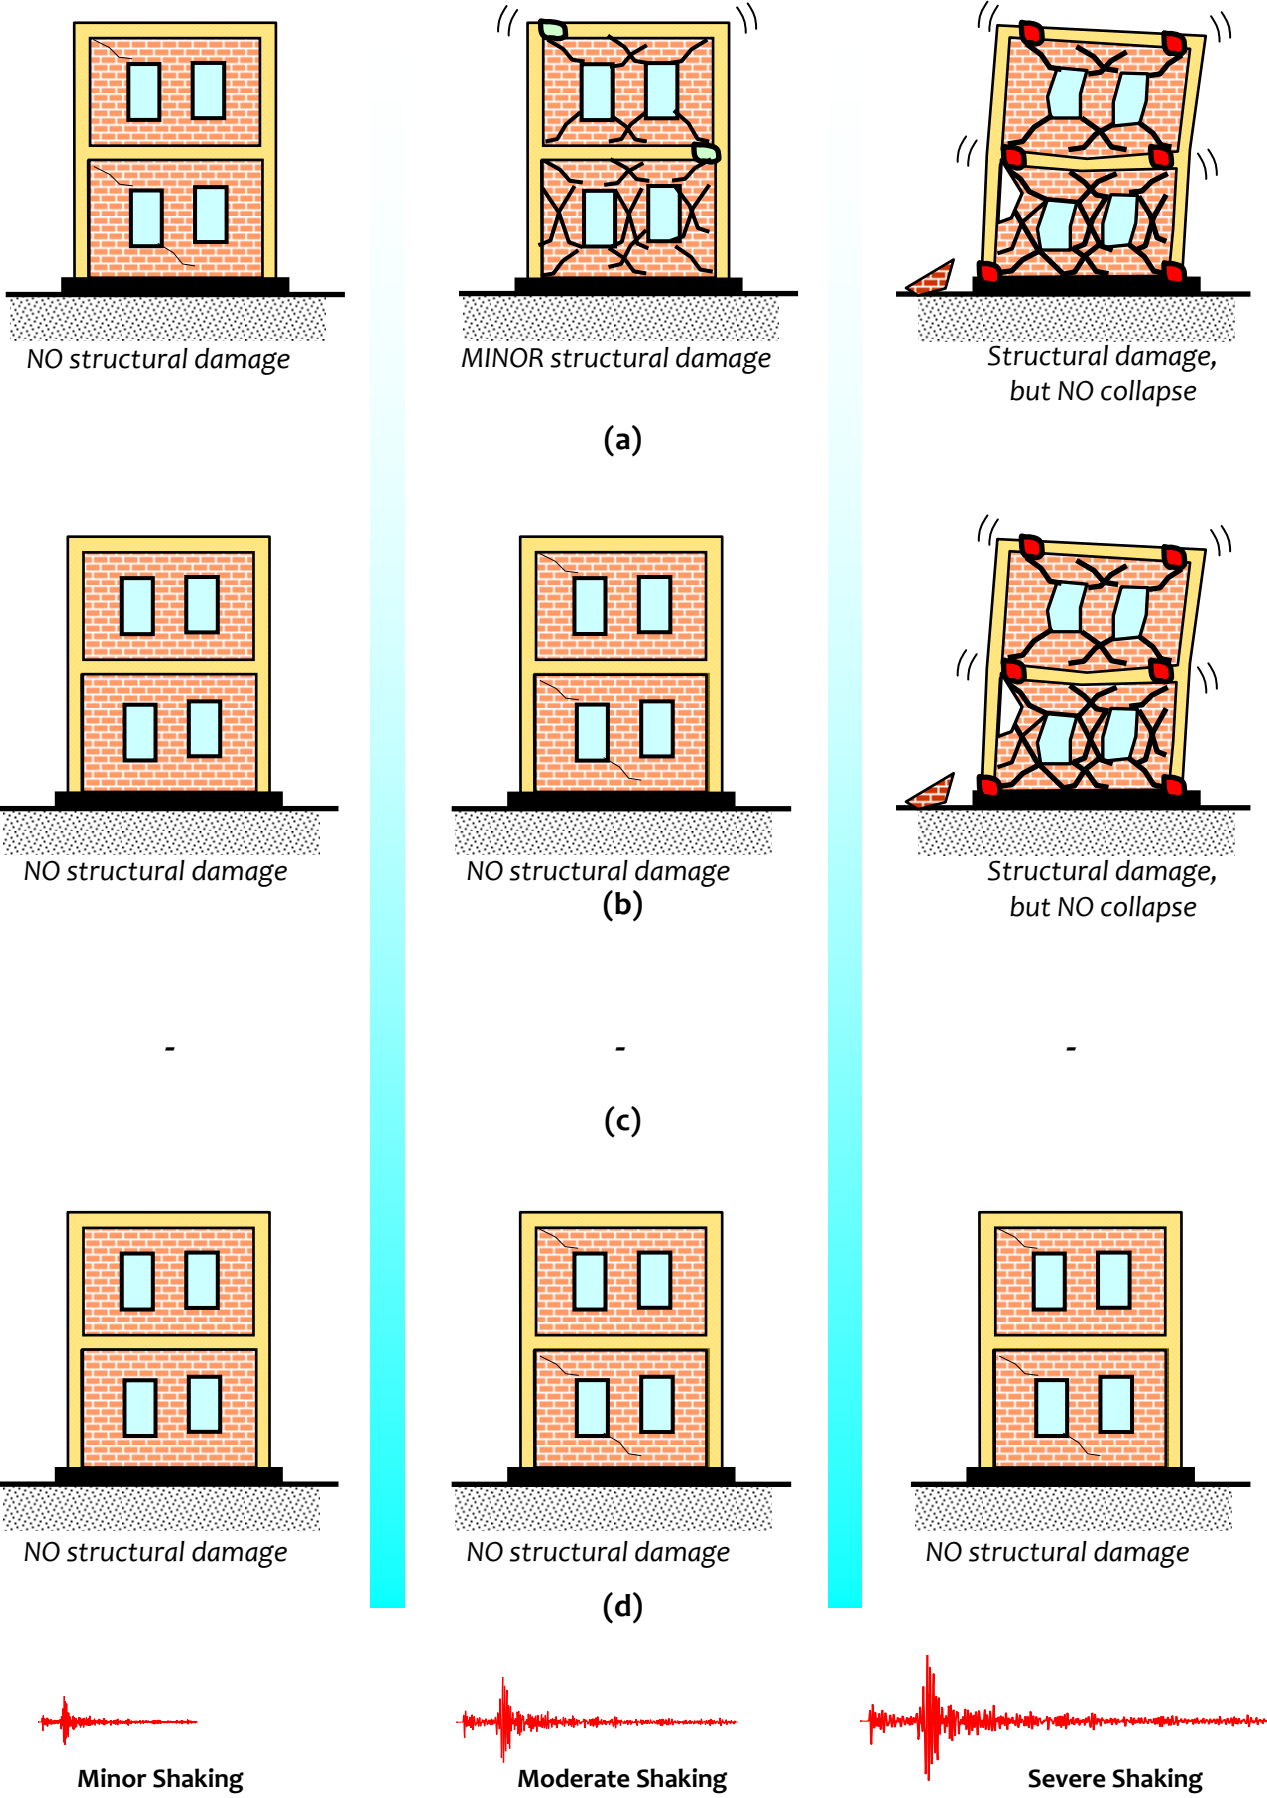 NO structural damage
MINOR structural damage
Structural damage,
but NO collapse
(a)
NO structural damage
NO structural damage
Structural damage,
but NO collapse
(b)
-
-
-
(c)
NO structural damage
NO structural damage
NO structural damage
(d)
Minor Shaking
Moderate Shaking
Severe Shaking